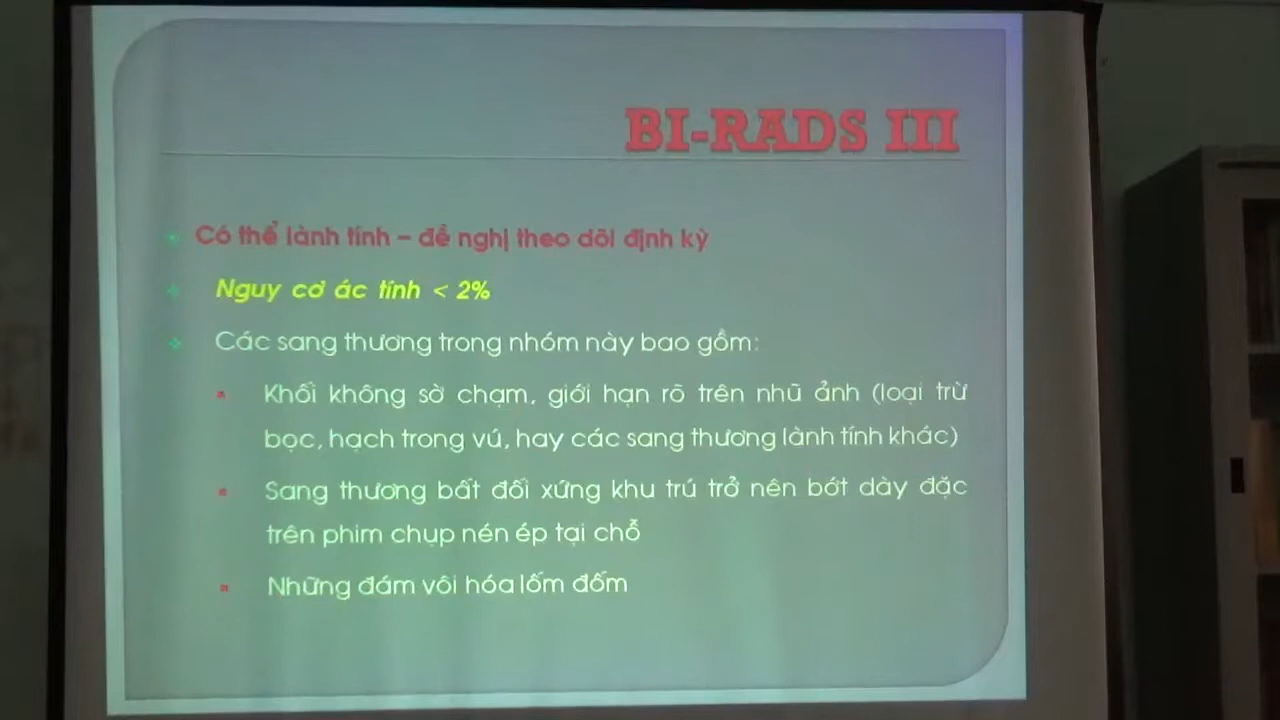 BI-RADS III
Có thể lành tính – đề nghị theo dõi định kỳ
Nguy cơ ác tính < 2%
Các sang thương trong nhóm này bao gồm:
Khối không sờ chạm, giới hạn rõ trên nhũ ảnh (loại trừ
bọc, hạch trong vú, hay các sang thương lành tính khác)
Sang thương bất đối xứng khu trú trở nên bớt dày đặc
trên phim chụp nén ép tại chỗ
Những đám vôi hóa lốm đốm